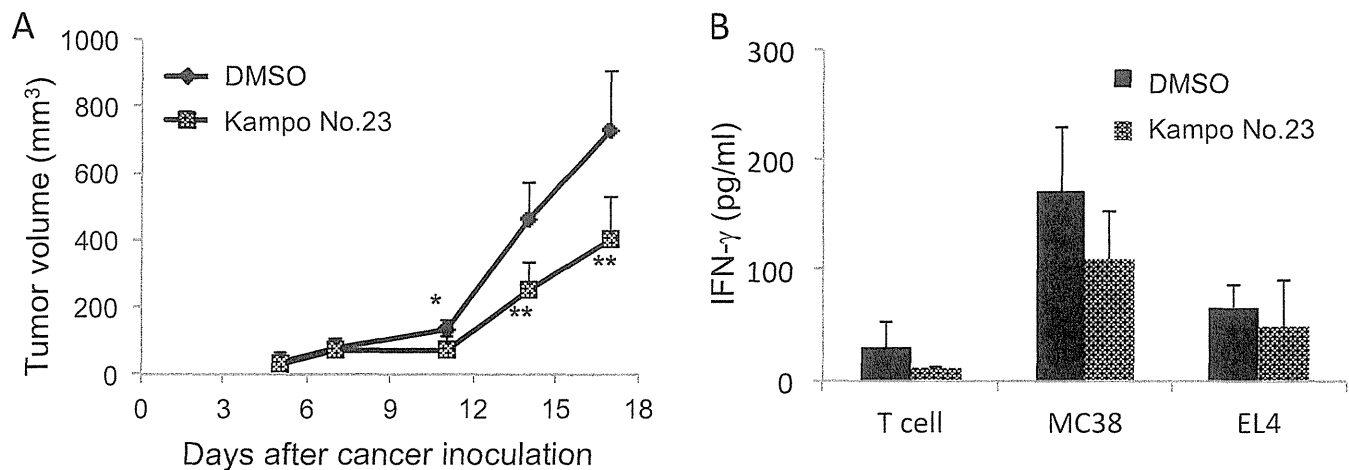 A
1000
800
600
400
200
0
Tumor volume (mm³)
DMSO
Kampo No.23
*
**
**
0 3 6 9 12 15 18
Days after cancer inoculation
B
300
200
100
0
IFN-γ (pg/ml)
DMSO
Kampo No.23
T cell MC38 EL4